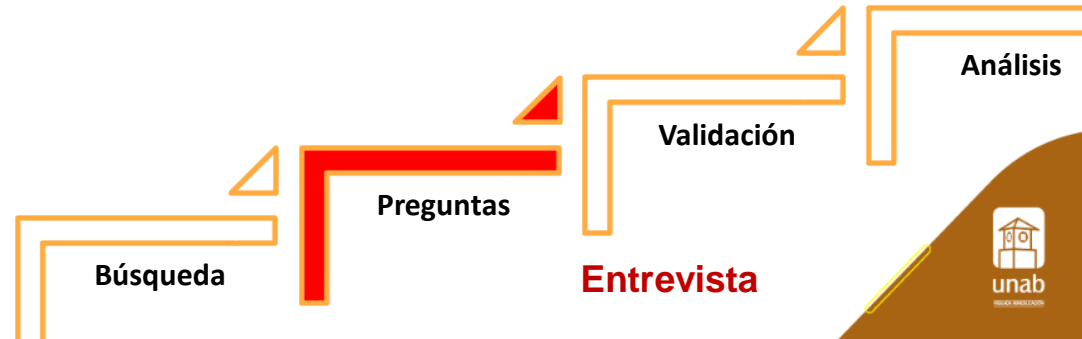 Análisis
Validación
Preguntas
Búsqueda
Entrevista
unab